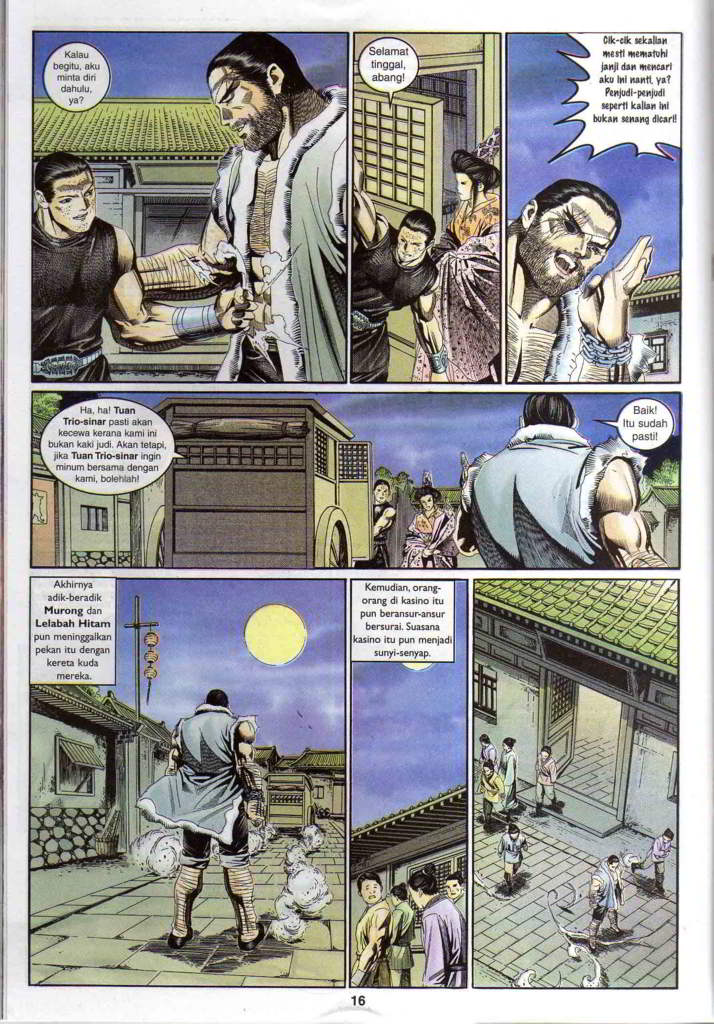 Kalau
begitu, aku
minta diri
dahulu,
ya?
Selamat
tinggal,
abang!
Cik-cik sekalian
mesti mematuhi
janji dan mencari
aku ini nanti, ya?
Penjudi-penjudi
seperti kalian ini
bukan senang dicari!
Ha, ha! Tuan
Trio-sinar pasti akan
kecewa kerana kami ini
bukan kaki judi. Akan tetapi,
jika Tuan Trio-sinar ingin
minum bersama dengan
kami, bolehlah!
Baik!
Itu sudah
pasti!
Akhirnya
adik-beradik
Murong dan
Lelabah Hitam
pun meninggalkan
pekan itu dengan
kereta kuda
mereka.
Kemudian, orang-
orang di kasino itu
pun beransur-ansur
bersurai. Suasana
kasino itu pun menjadi
sunyi-senyap.
16